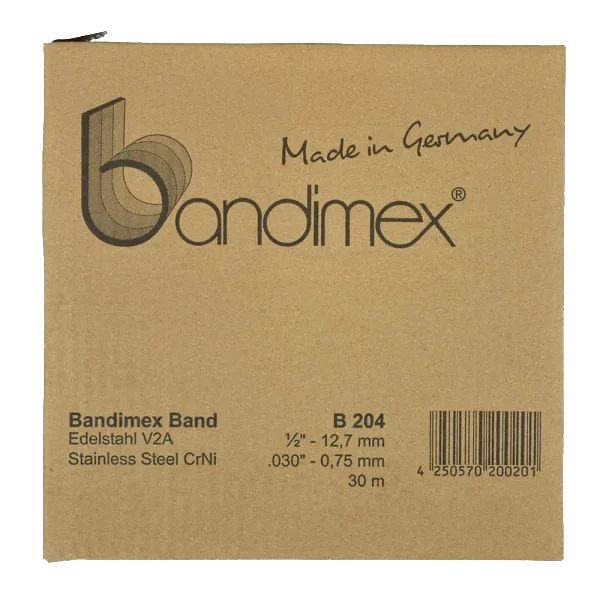 Made in Germany
bandimex®
Bandimex Band B 204
Edelstahl V2A ½" - 12,7 mm
Stainless Steel CrNi .030" - 0,75 mm
30 m
4 250570 200201